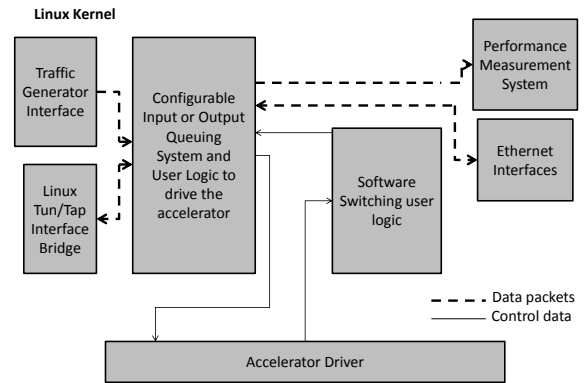 Linux Kernel
Traffic
Generator
Interface
Linux
Tun/Tap
Interface
Bridge
Configurable
Input or Output
Queuing
System and
User Logic to
drive the
accelerator
Software
Switching user
logic
Performance
Measurement
System
Ethernet
Interfaces
Data packets
Control data
Accelerator Driver